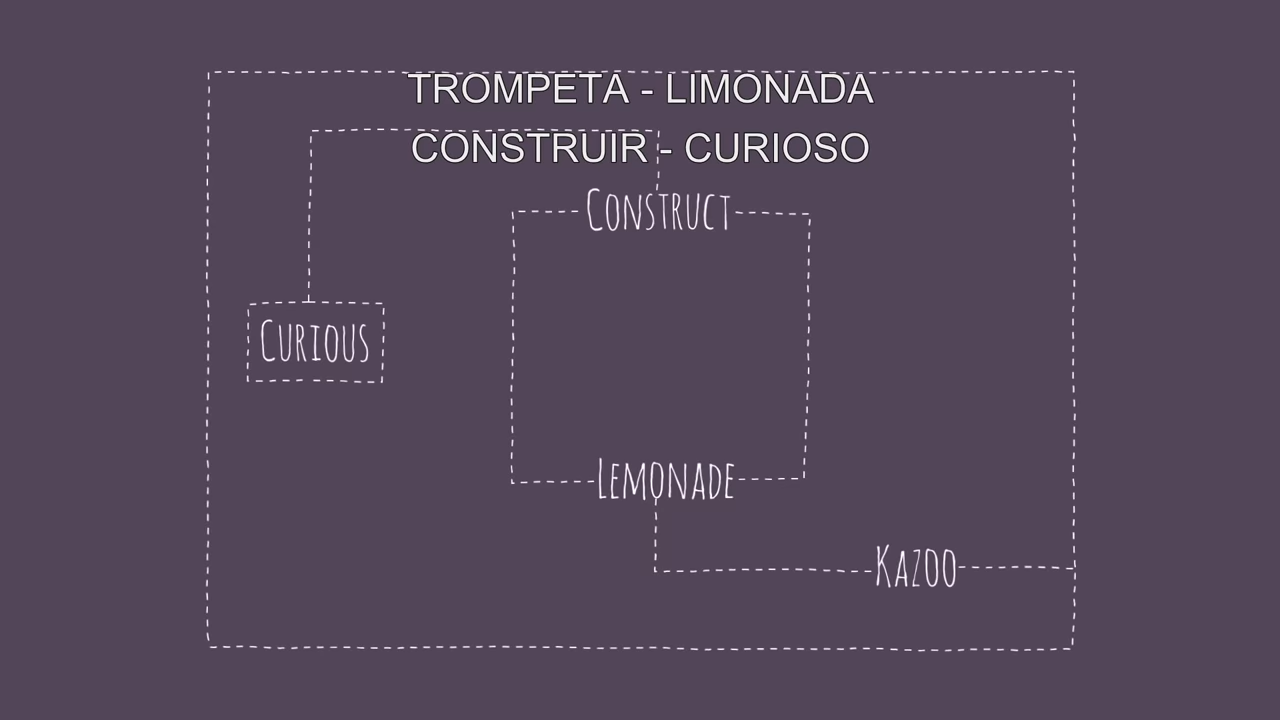 TROMPETA - LIMONADA
CONSTRUIR - CURIOSO
CONSTRUCT
CURIOUS
LEMONADE
KAZOO